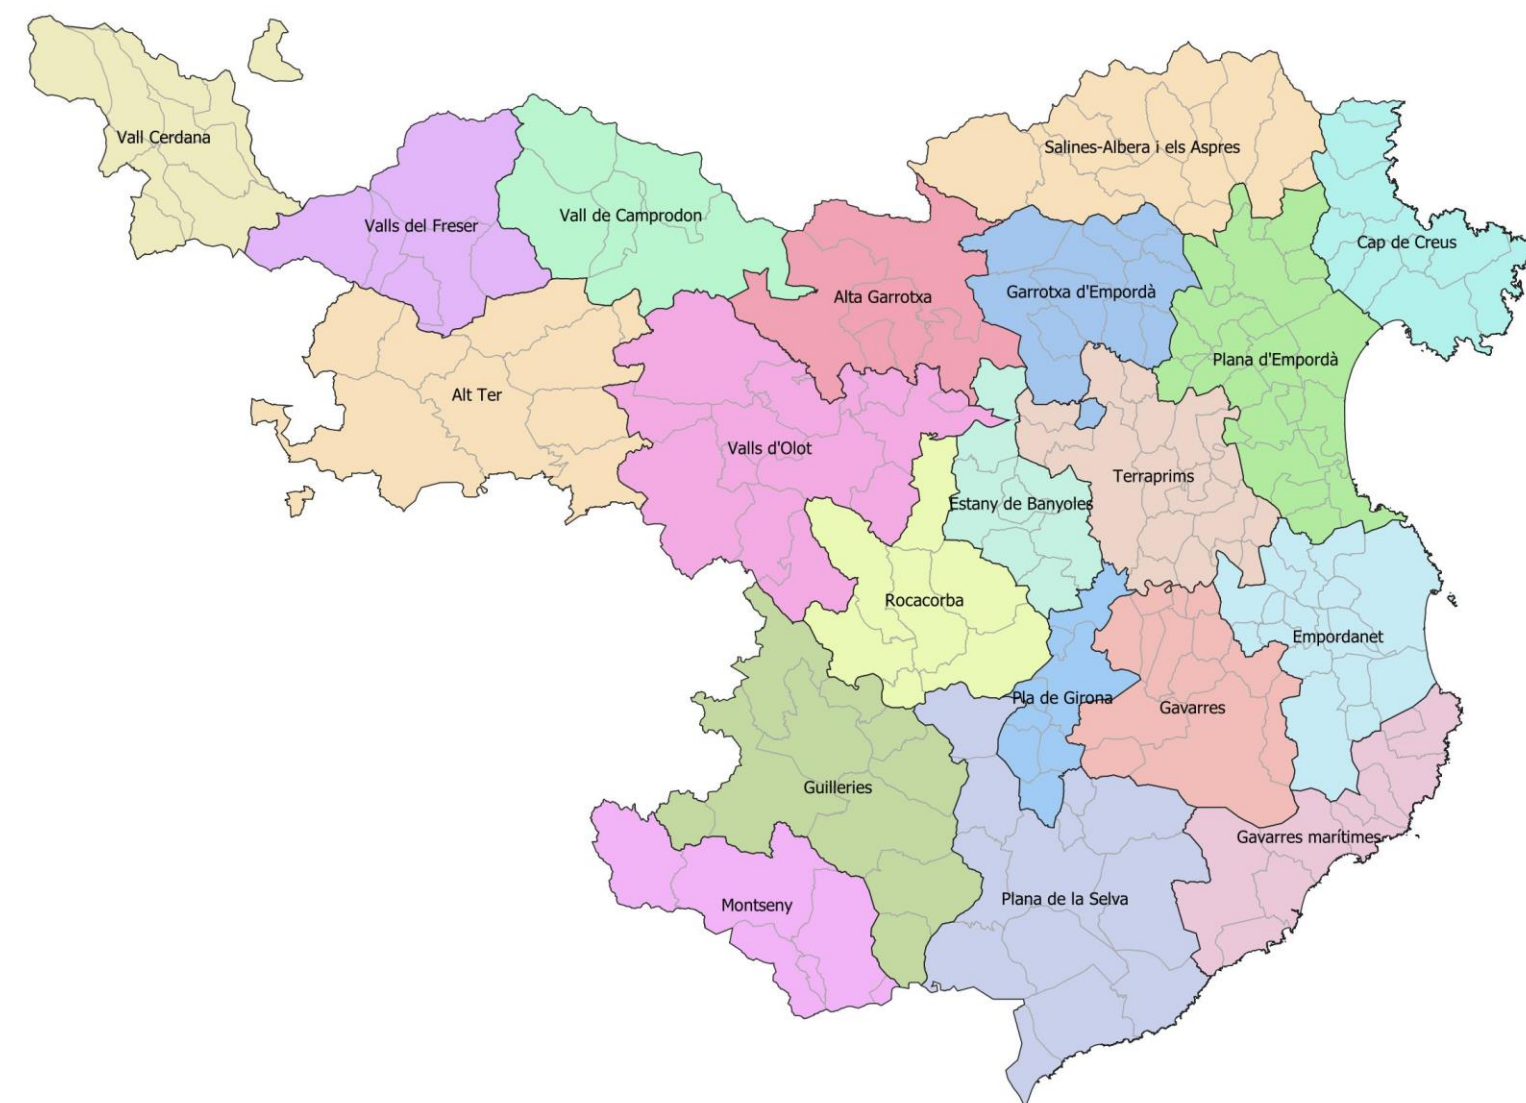 Vall Cerdana
Salines-Albera i els Aspres
Valls del Freser
Vall de Camprodon
Cap de Creus
Alta Garrotxa
Garrotxa d'Empordà
Plana d'Empordà
Alt Ter
Valls d'Olot
Terraprims
Estany de Banyoles
Rocacorba
Empordanet
Pla de Girona
Gavarres
Guilleries
Gavarres marítimes
Montseny
Plana de la Selva